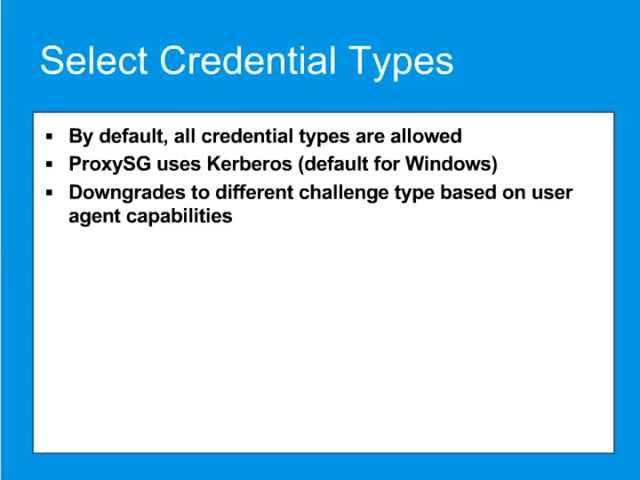 Select Credential Types
▪ By default, all credential types are allowed
▪ ProxySG uses Kerberos (default for Windows)
▪ Downgrades to different challenge type based on user
agent capabilities